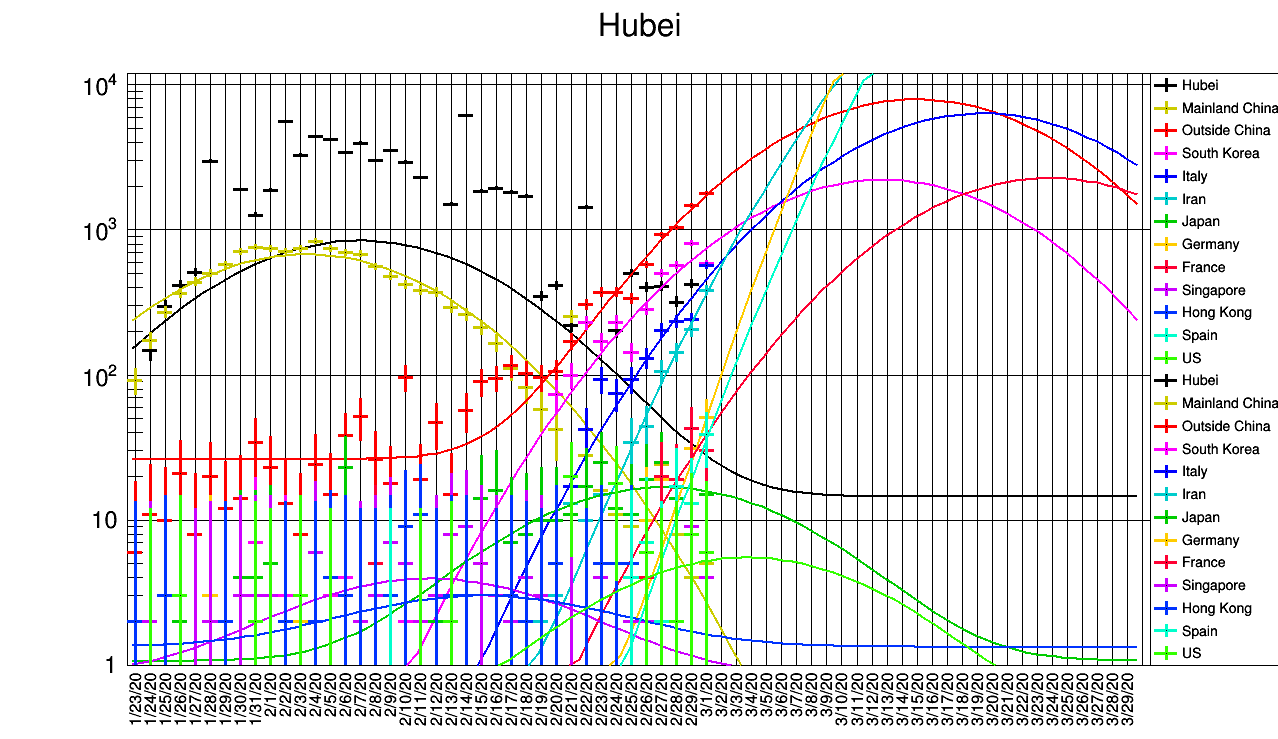 Hubei
10⁴
10³
10²
10
1
1/23/20
1/24/20
1/25/20
1/26/20
1/27/20
1/28/20
1/29/20
1/30/20
1/31/20
2/1/20
2/2/20
2/3/20
2/4/20
2/5/20
2/6/20
2/7/20
2/8/20
2/9/20
2/10/20
2/11/20
2/12/20
2/13/20
2/14/20
2/15/20
2/16/20
2/17/20
2/18/20
2/19/20
2/20/20
2/21/20
2/22/20
2/23/20
2/24/20
2/25/20
2/26/20
2/27/20
2/28/20
2/29/20
3/1/20
3/2/20
3/3/20
3/4/20
3/5/20
3/6/20
3/7/20
3/8/20
3/9/20
3/10/20
3/11/20
3/12/20
3/13/20
3/14/20
3/15/20
3/16/20
3/17/20
3/18/20
3/19/20
3/20/20
3/21/20
3/22/20
3/23/20
3/24/20
3/25/20
3/26/20
3/27/20
3/28/20
3/29/20
Hubei
Mainland China
Outside China
South Korea
Italy
Iran
Japan
Germany
France
Singapore
Hong Kong
Spain
US
Hubei
Mainland China
Outside China
South Korea
Italy
Iran
Japan
Germany
France
Singapore
Hong Kong
Spain
US